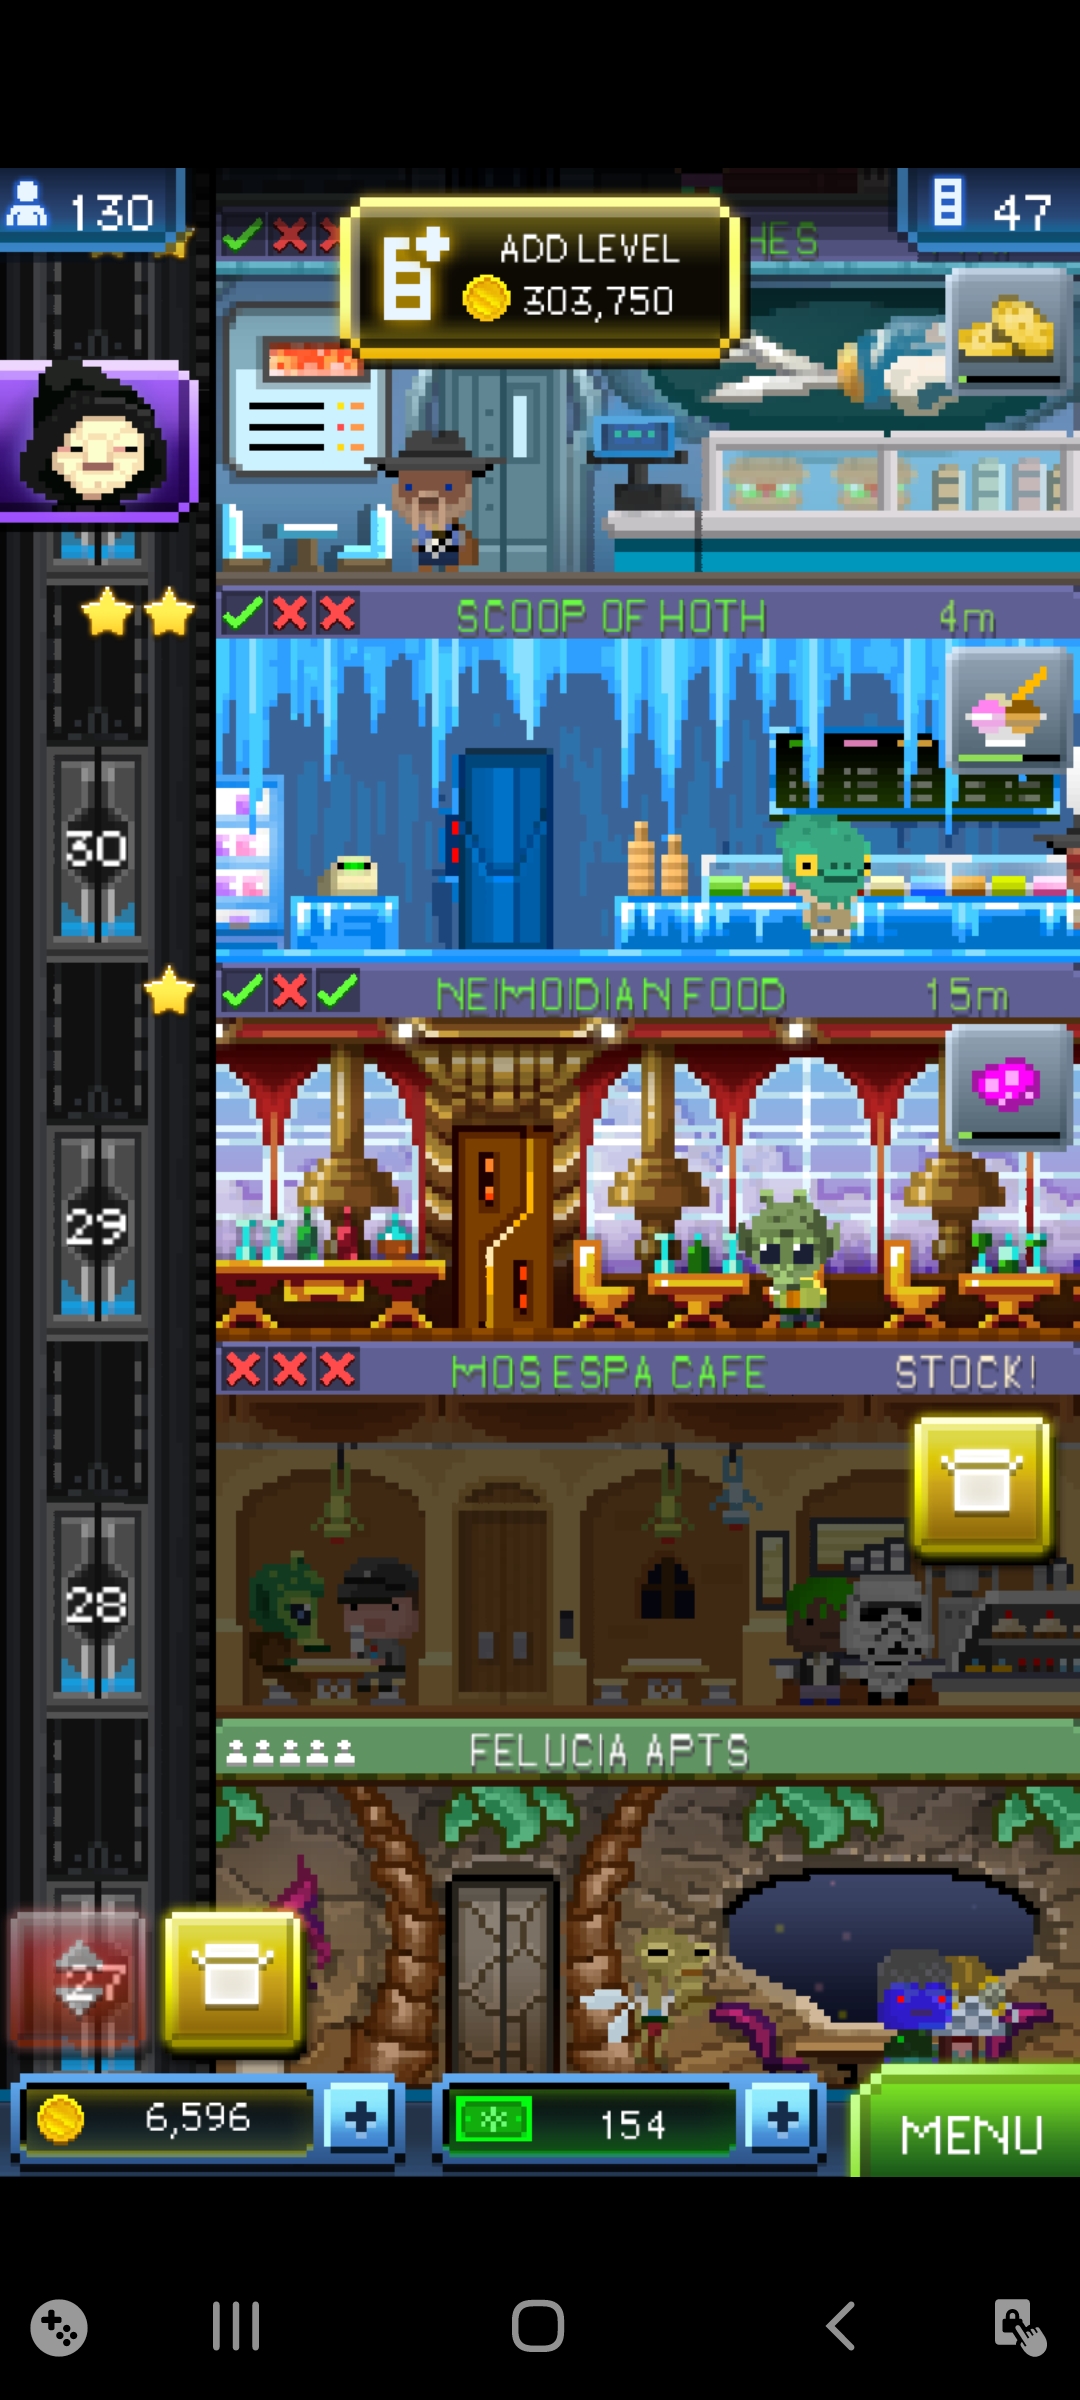 130
ADD LEVEL
303,750
47
HES
SCOOP OF HOTH
4m
30
NEIMOIDIAN FOOD
15m
29
MOS ESPA CAFE
STOCK!
28
FELUCIA APTS
27
6,596
154
MENU